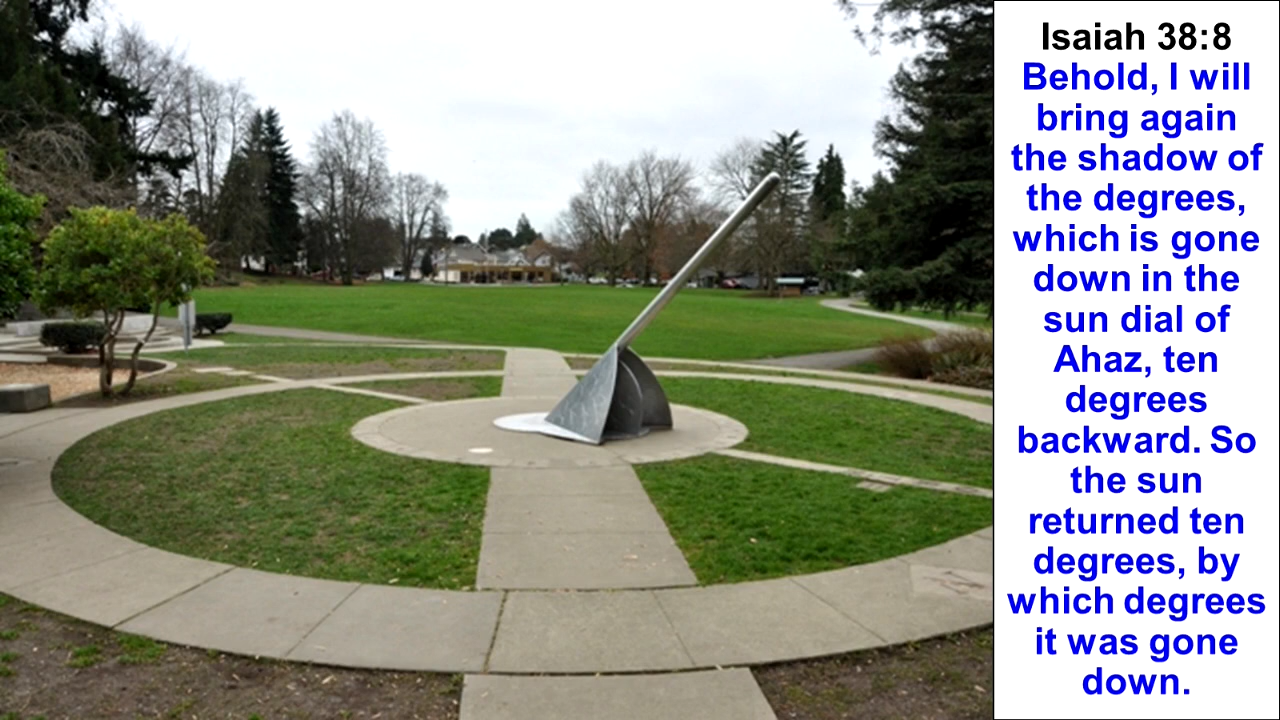 Isaiah 38:8
Behold, I will
bring again
the shadow of
the degrees,
which is gone
down in the
sun dial of
Ahaz, ten
degrees
backward. So
the sun
returned ten
degrees, by
which degrees
it was gone
down.